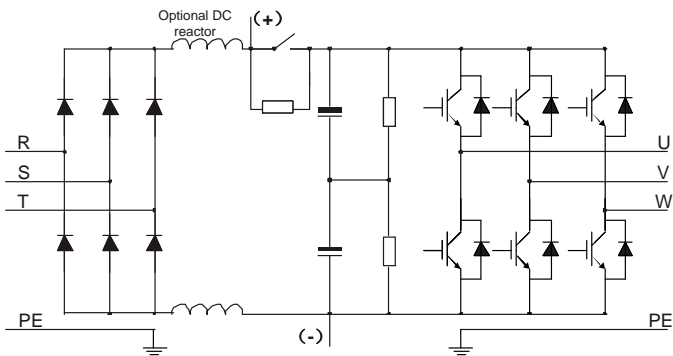 Optional DC
reactor
(+)
R
S
T
U
V
W
PE
(-)
PE